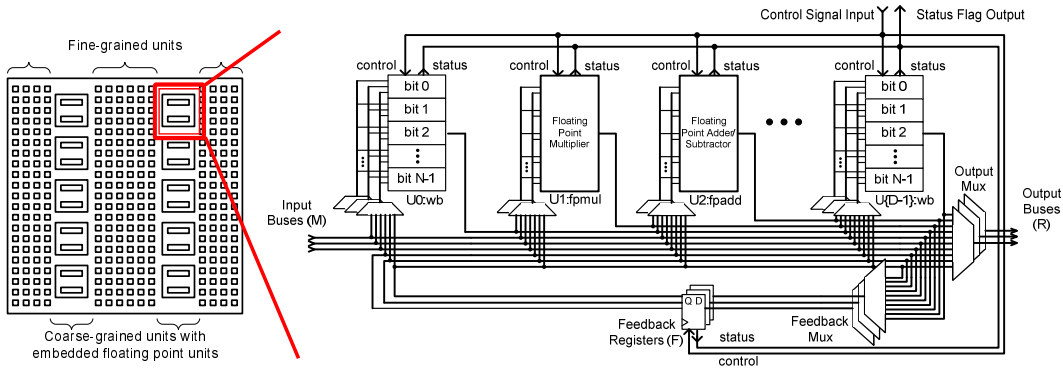 Fine-grained units
Coarse-grained units with
embedded floating point units
Control Signal Input
Status Flag Output
control
status
bit 0
bit 1
bit 2
bit N-1
U0:wb
control
status
Floating
Point
Multiplier
U1:fpmul
control
status
Floating
Point Adder/
Subtractor
U2:fpadd
control
status
bit 0
bit 1
bit 2
bit N-1
U{D-1}:wb
Input
Buses (M)
Output
Mux
Output
Buses
(R)
Q D
Feedback
Registers (F)
status
control
Feedback
Mux